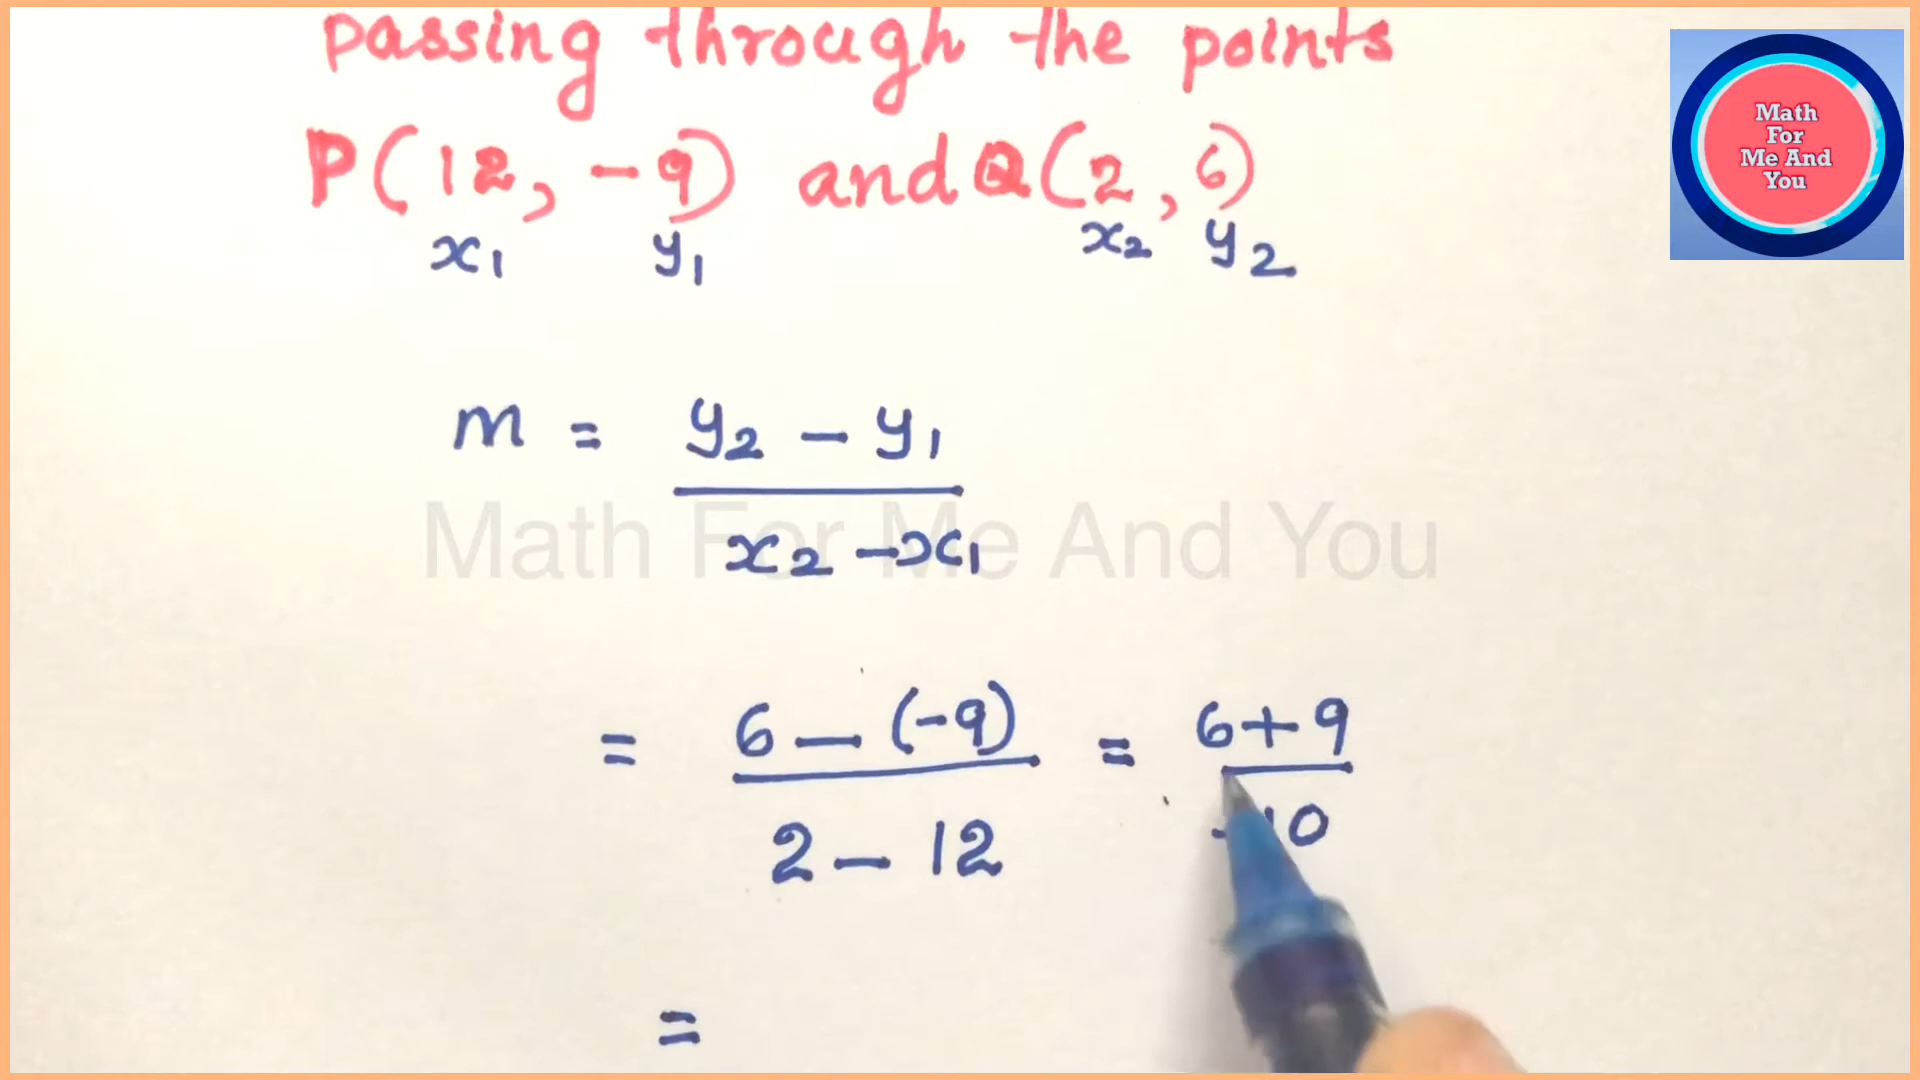 passing through the points
P(12, -9) and Q(2, 6)
x1 y1 x2 y2
Math
For
Me And
You
m = y2 - y1
x2 - x1
Math For Me And You
= 6 - (-9) = 6 + 9
2 - 12 -10
=